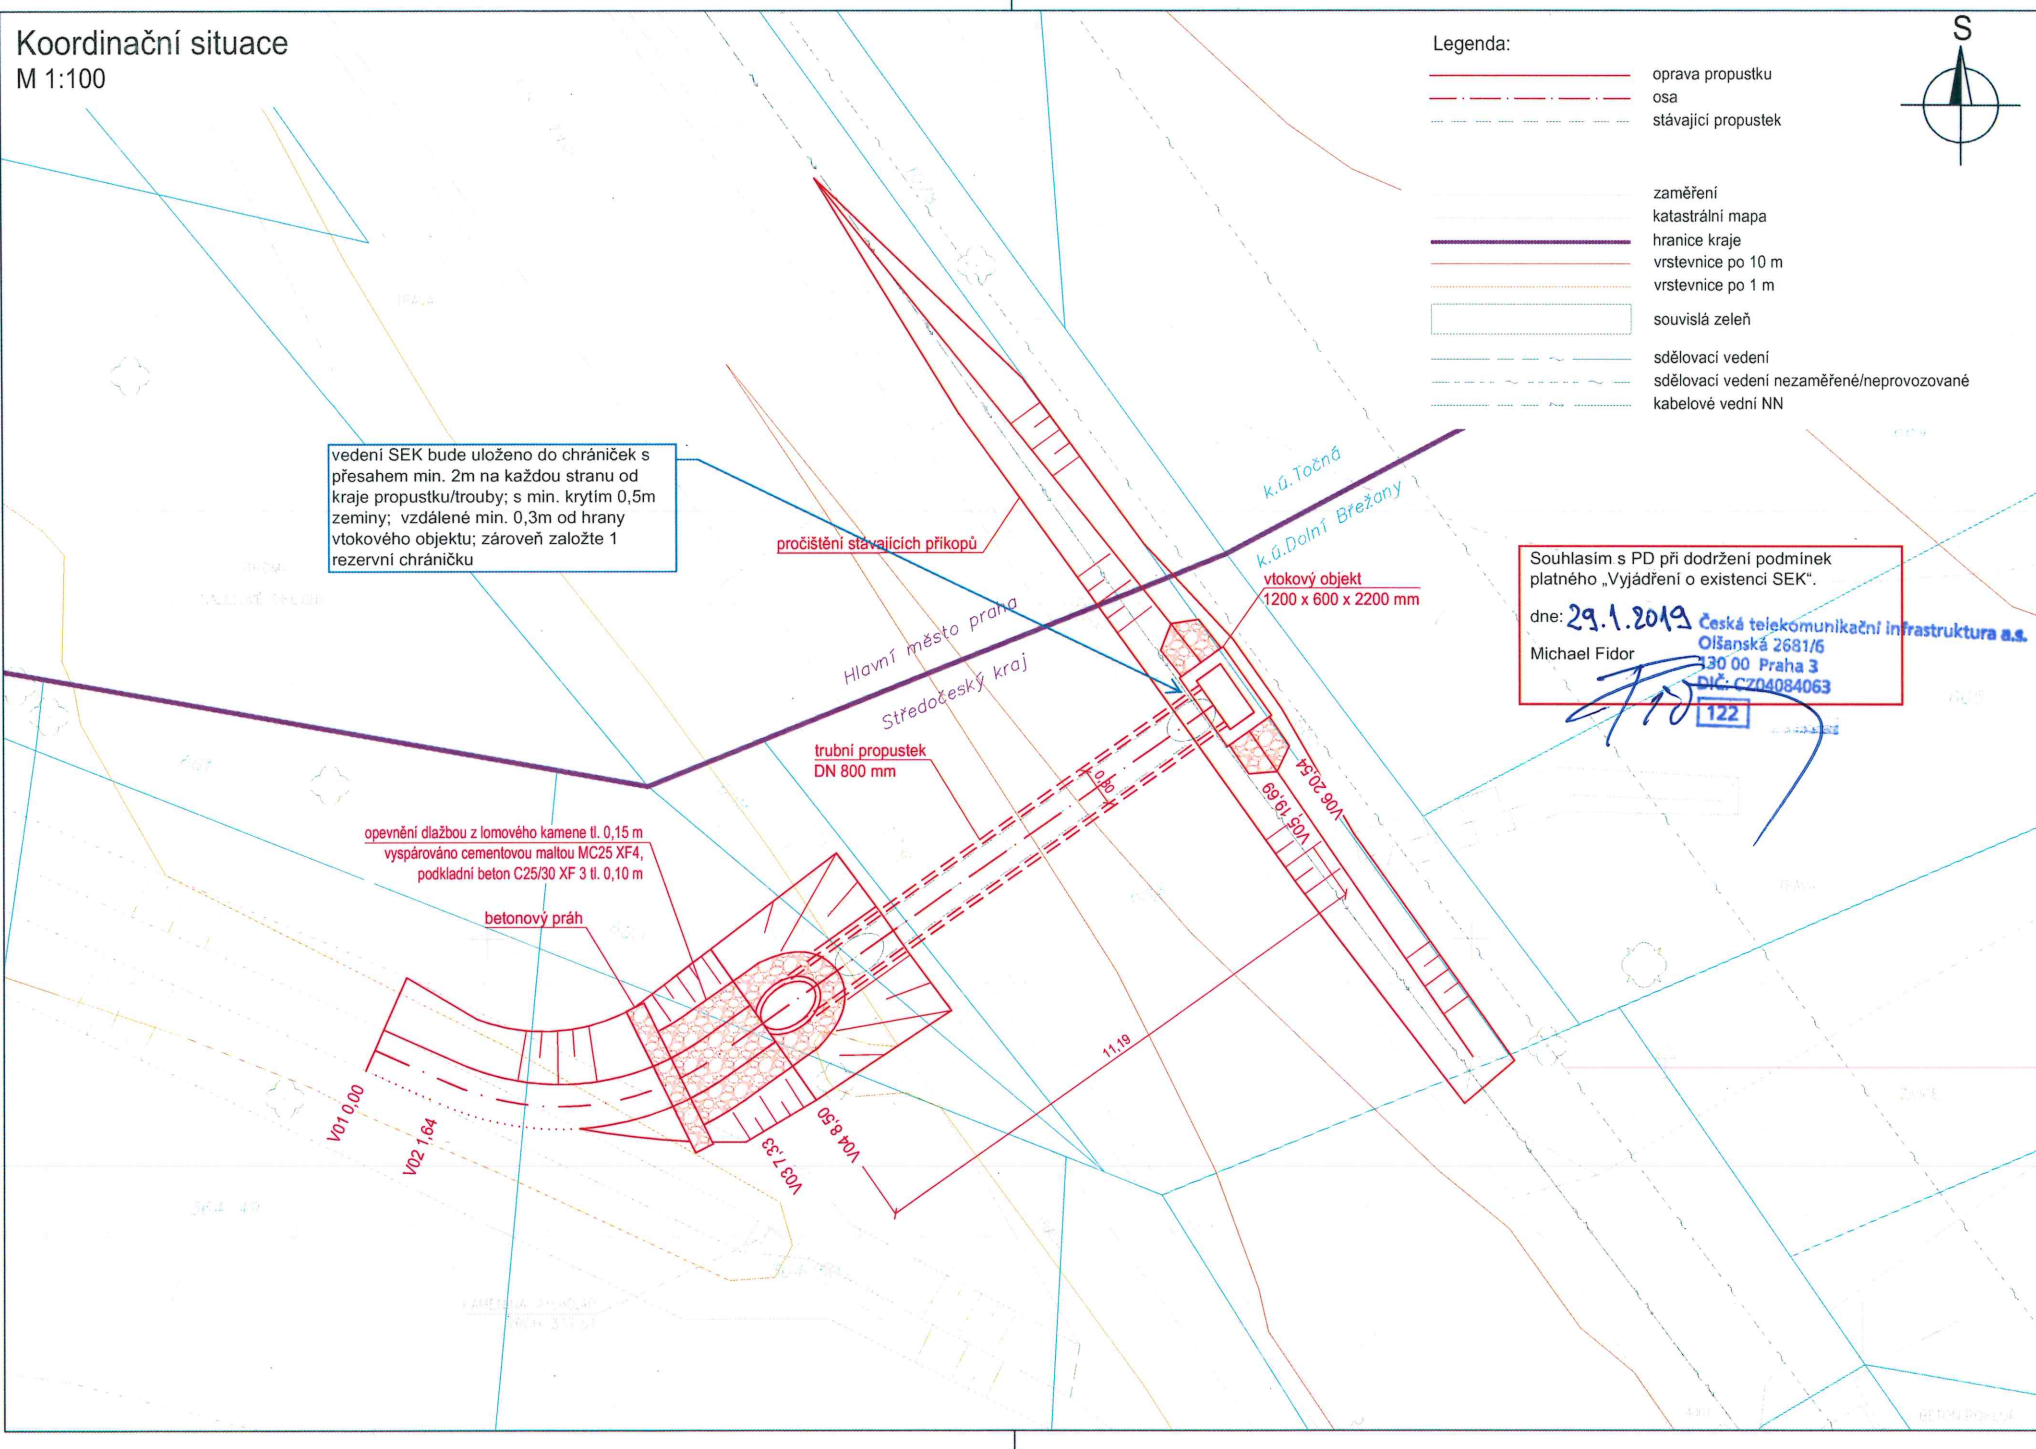 Koordinační situace
M 1:100
Legenda:
S
oprava propustku
osa
stávající propustek
zaměření
katastrální mapa
hranice kraje
vrstevnice po 10 m
vrstevnice po 1 m
souvislá zeleň
sdělovací vedení
sdělovací vedení nezaměřené/neprovozované
kabelové vední NN
vedení SEK bude uloženo do chrániček s
přesahem min. 2m na každou stranu od
kraje propustku/trouby; s min. krytím 0,5m
zeminy; vzdálené min. 0,3m od hrany
vtokového objektu; zároveň založte 1
rezervní chráničku
pročištění stávajících příkopů
k.ú.Točná
k.ú.Dolní Břežany
vtokový objekt
1200 x 600 x 2200 mm
Hlavní město praha
Středočeský kraj
Souhlasím s PD při dodržení podmínek
platného „Vyjádření o existenci SEK“.
dne: 29.1.2019
Michael Fidor
Česká telekomunikační infrastruktura a.s.
Olšanská 2681/6
130 00 Praha 3
DIČ: CZ04084063
122
trubní propustek
DN 800 mm
0,80
V05 19,69
V06 20,54
opevnění dlažbou z lomového kamene tl. 0,15 m
vyspárováno cementovou maltou MC25 XF4,
podkladní beton C25/30 XF 3 tl. 0,10 m
betonový práh
11,19
V01 0,00
V02 1,64
V03 7,33
V04 8,50